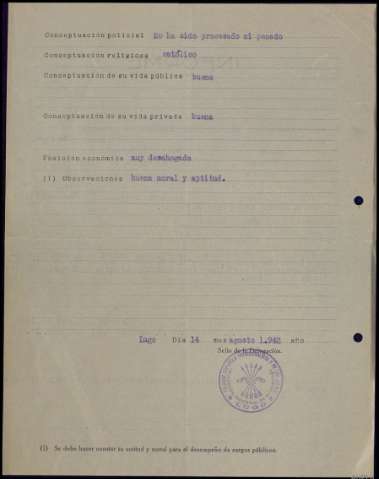 Conceptuación policial No ha sido procesado ni penado
Conceptuación religiosa católico
Conceptuación de su vida pública buena
Conceptuación de su vida privada buena
Posición económica muy desahogada
(1) Observaciones buena moral y aptitud.
Lugo Dia 14 mes agosto 1.942 año
Sello de la Delegación.
LUGO
(1) Se debe hacer constar su aptitud y moral para el desempeño de cargos públicos.